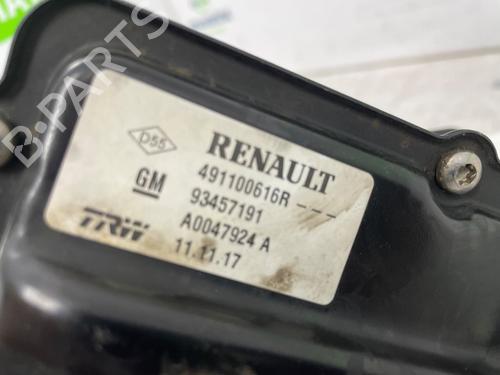 B-PARTS
D55
RENAULT
491100616R ---
GM
93457191
TRW
A0047924 A
11.11.17